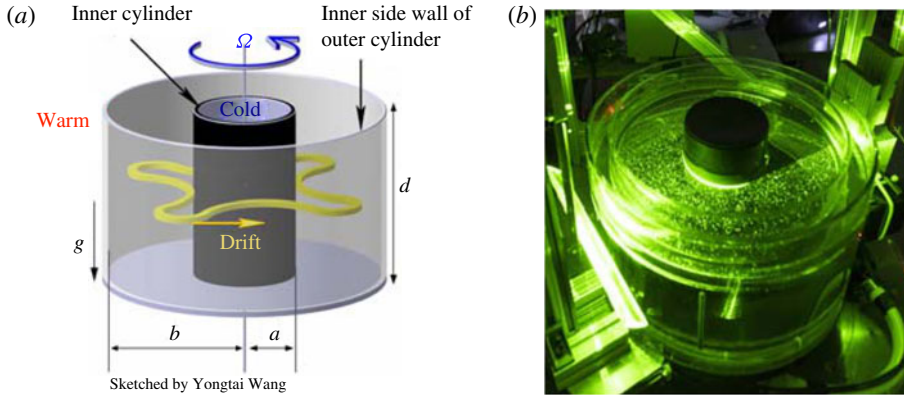 (a)
Inner cylinder
Ω
Inner side wall of
outer cylinder
Warm
Cold
d
g
Drift
b
a
Sketched by Yongtai Wang
(b)